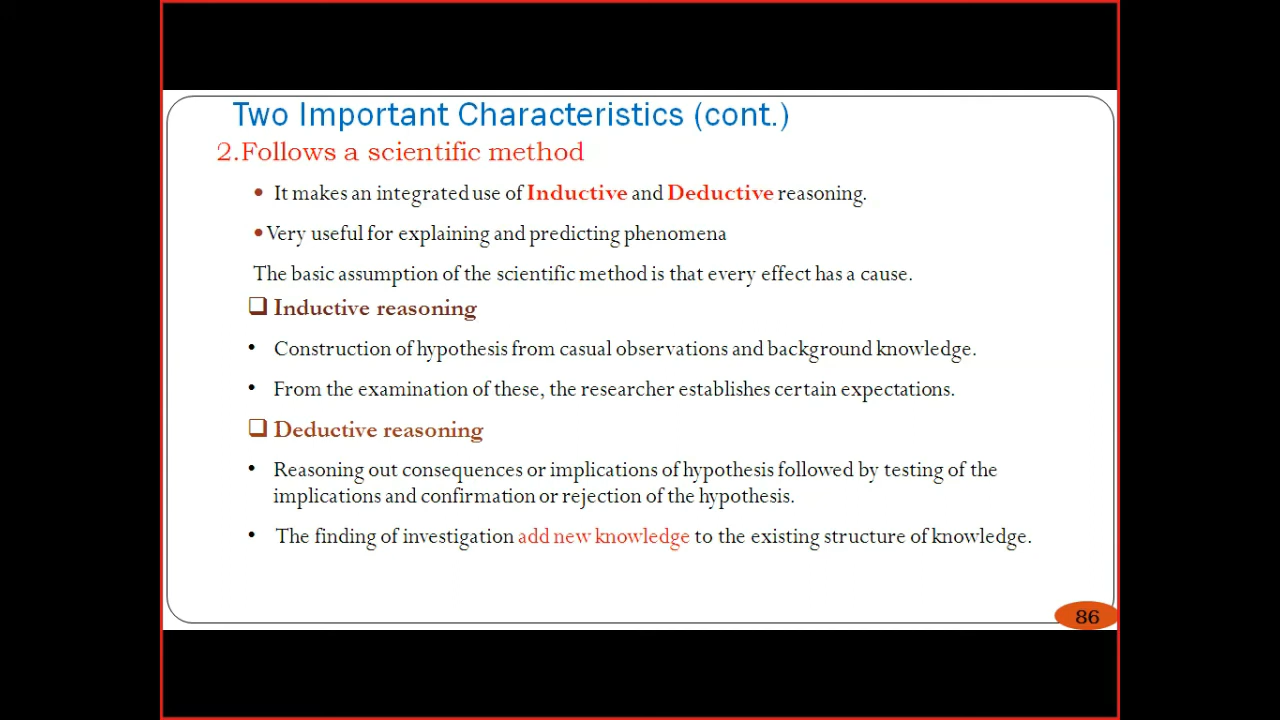 Two Important Characteristics (cont.)
2.Follows a scientific method
• It makes an integrated use of Inductive and Deductive reasoning.
•Very useful for explaining and predicting phenomena
The basic assumption of the scientific method is that every effect has a cause.
❑ Inductive reasoning
• Construction of hypothesis from casual observations and background knowledge.
• From the examination of these, the researcher establishes certain expectations.
❑ Deductive reasoning
• Reasoning out consequences or implications of hypothesis followed by testing of the
implications and confirmation or rejection of the hypothesis.
• The finding of investigation add new knowledge to the existing structure of knowledge.
86